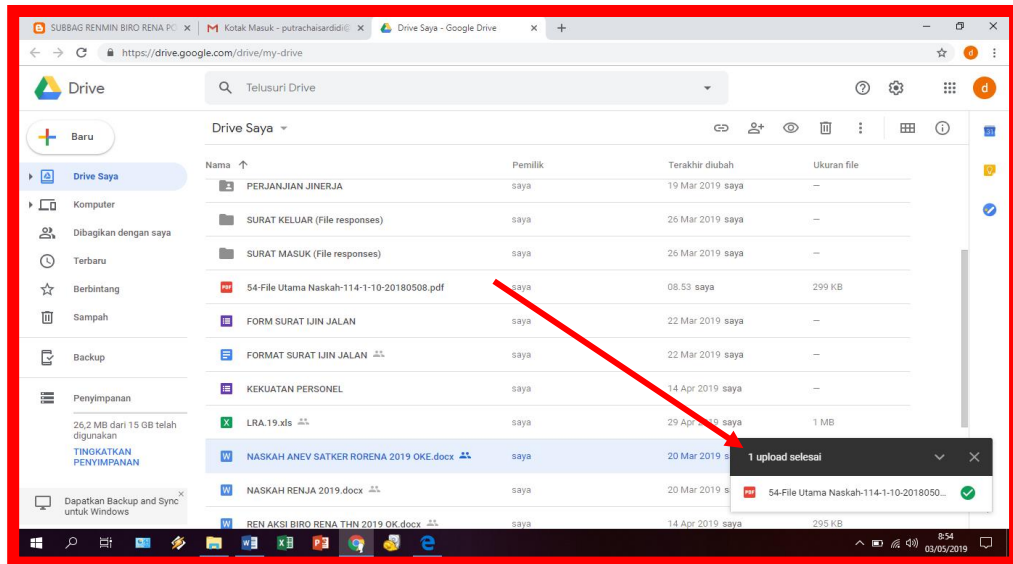 SUBBAG RENMIN BIRO RENA PO
Kotak Masuk - putrachaisardidi@
Drive Saya - Google Drive
https://drive.google.com/drive/my-drive
Drive
Telusuri Drive
d
Baru
Drive Saya
Nama
Pemilik
Terakhir diubah
Ukuran file
Drive Saya
Komputer
Dibagikan dengan saya
Terbaru
Berbintang
Sampah
Backup
Penyimpanan
26,2 MB dari 15 GB telah
digunakan
TINGKATKAN
PENYIMPANAN
Dapatkan Backup and Sync
untuk Windows
PERJANJIAN JINERJA saya 19 Mar 2019 saya –
SURAT KELUAR (File responses) saya 26 Mar 2019 saya –
SURAT MASUK (File responses) saya 26 Mar 2019 saya –
54-File Utama Naskah-114-1-10-20180508.pdf saya 08.53 saya 299 KB
FORM SURAT IJIN JALAN saya 22 Mar 2019 saya –
FORMAT SURAT IJIN JALAN saya 22 Mar 2019 saya –
KEKUATAN PERSONEL saya 14 Apr 2019 saya –
LRA.19.xls saya 29 Apr 2019 saya 1 MB
NASKAH ANEV SATKER RORENA 2019 OKE.docx saya 20 Mar 2019 s
NASKAH RENJA 2019.docx saya 20 Mar 2019 s
REN AKSI BIRO RENA THN 2019 OK.docx saya 14 Apr 2019 saya 295 KB
1 upload selesai
54-File Utama Naskah-114-1-10-2018050...
8:54
03/05/2019